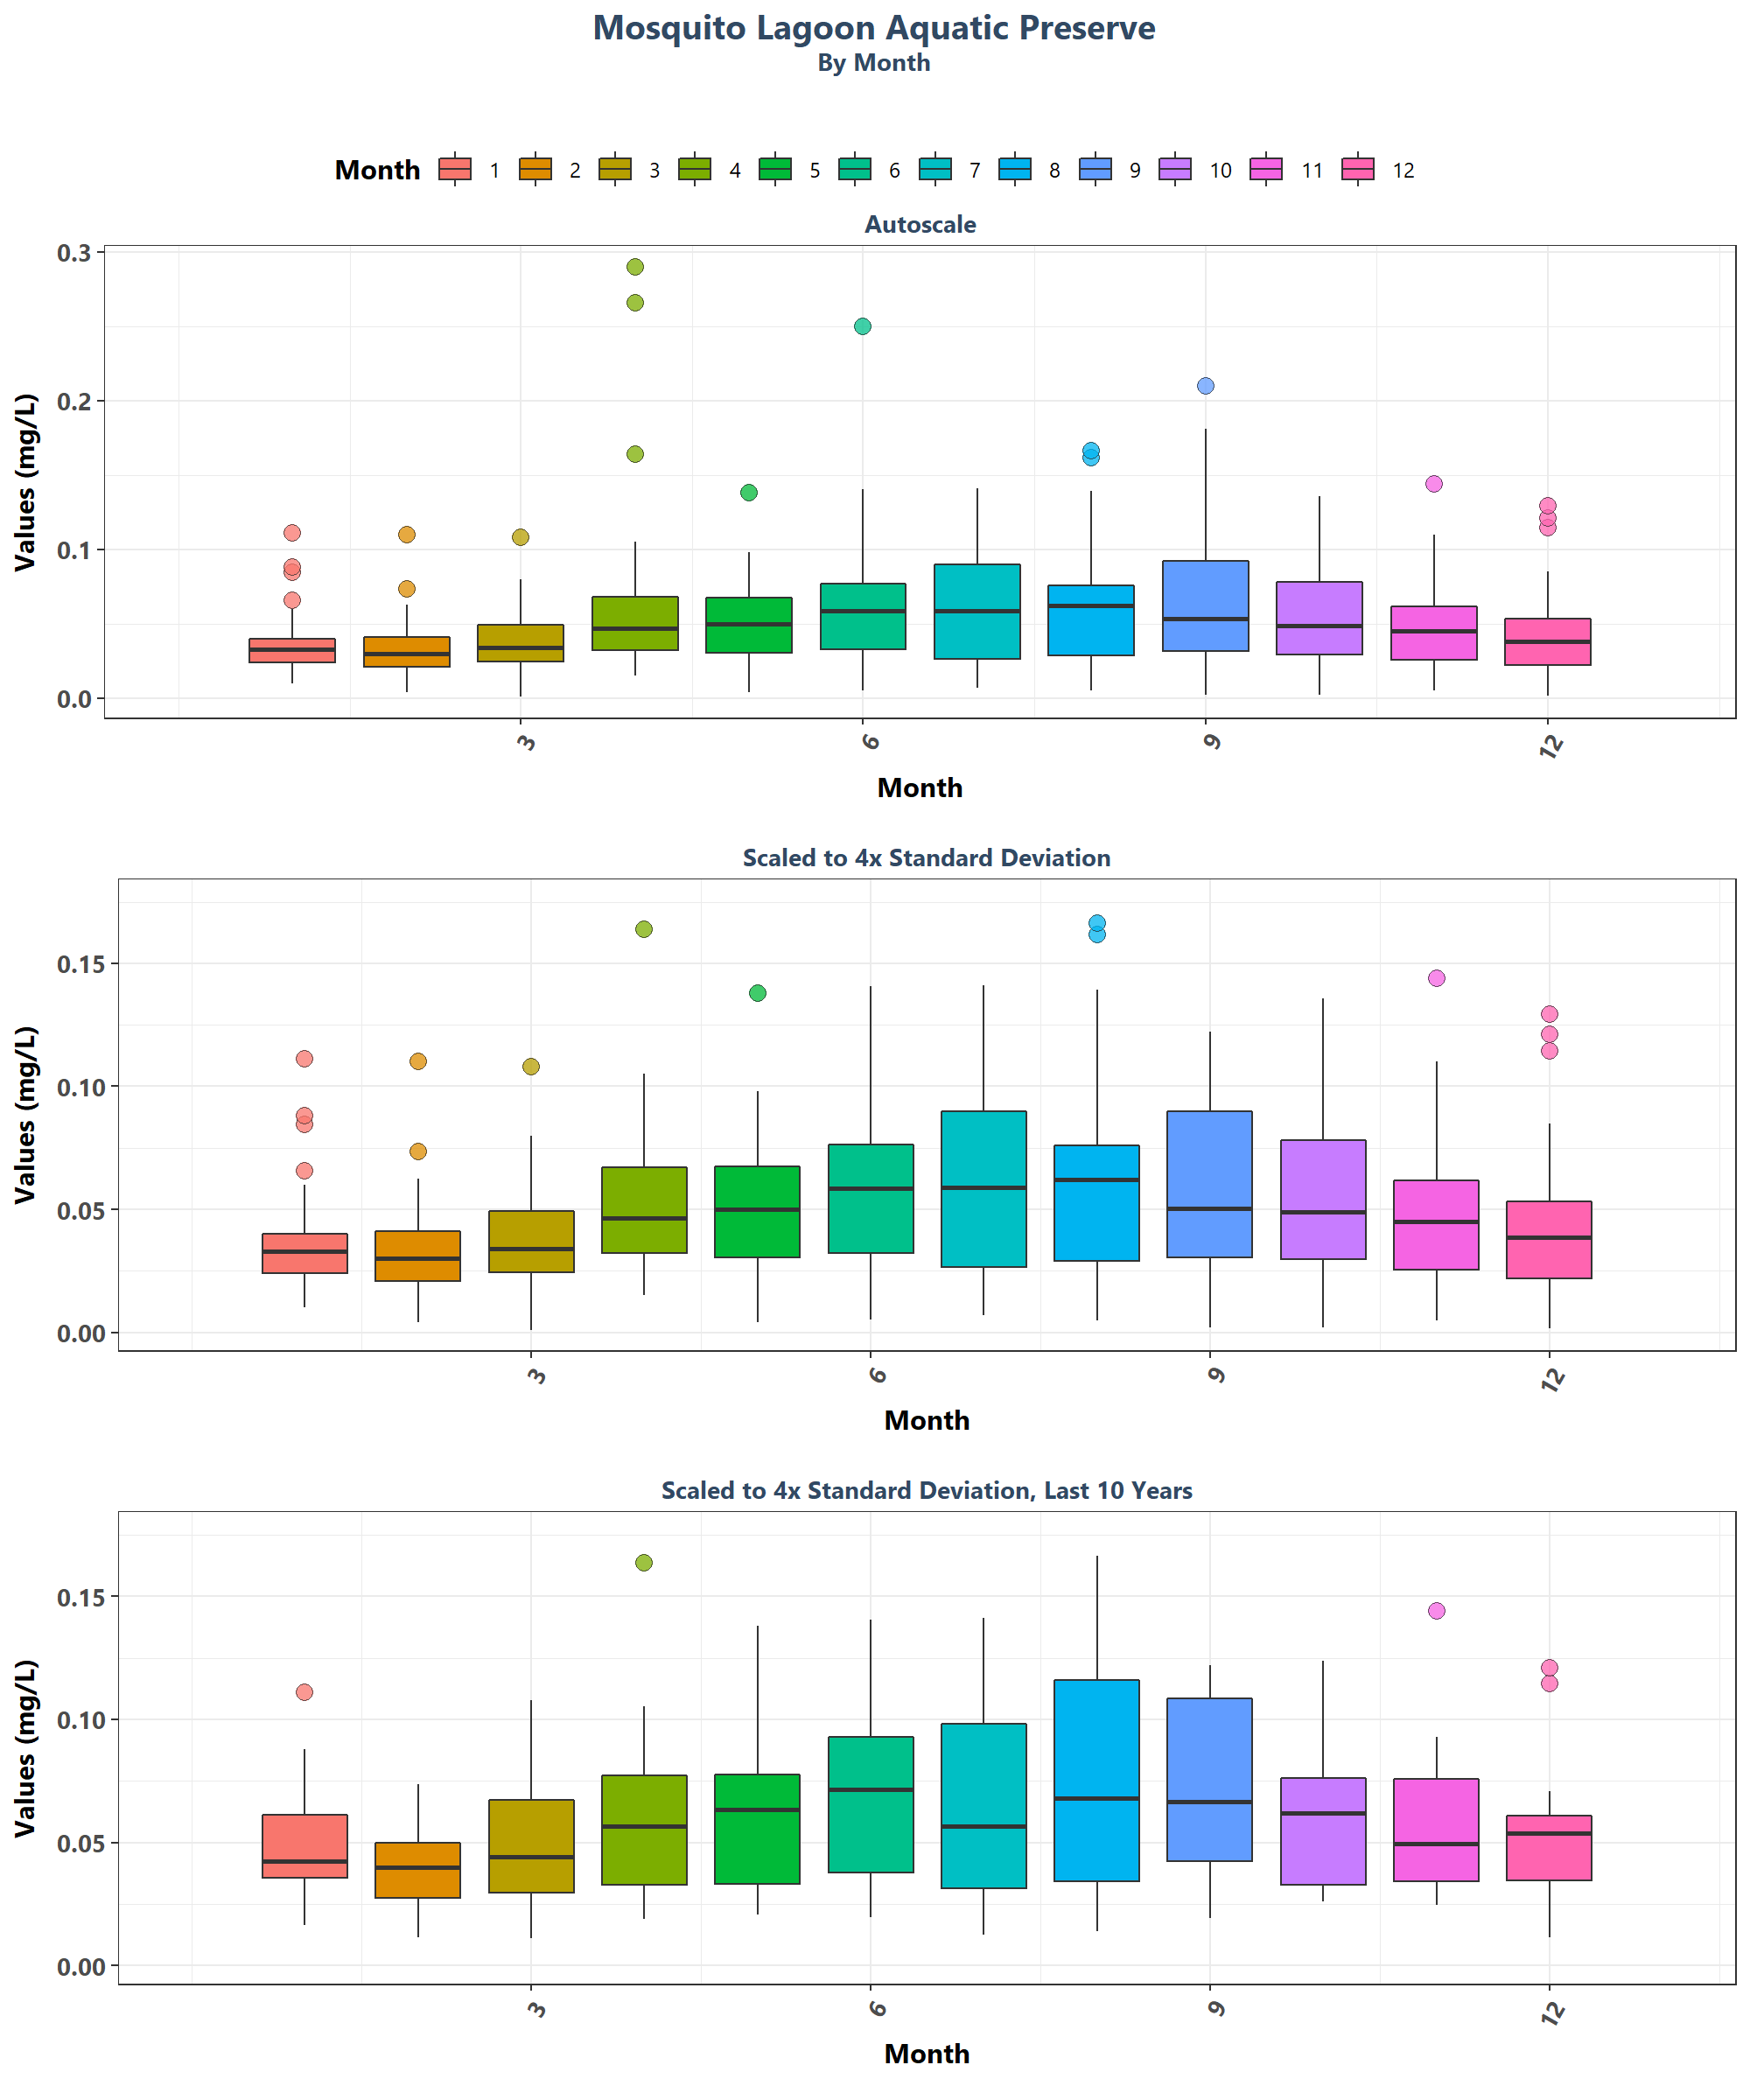 Mosquito Lagoon Aquatic Preserve
By Month
Month 1 2 3 4 5 6 7 8 9 10 11 12
Autoscale
Values (mg/L)
0.3
0.2
0.1
0.0
3 6 9 12
Month
Scaled to 4x Standard Deviation
Values (mg/L)
0.15
0.10
0.05
0.00
3 6 9 12
Month
Scaled to 4x Standard Deviation, Last 10 Years
Values (mg/L)
0.15
0.10
0.05
0.00
3 6 9 12
Month